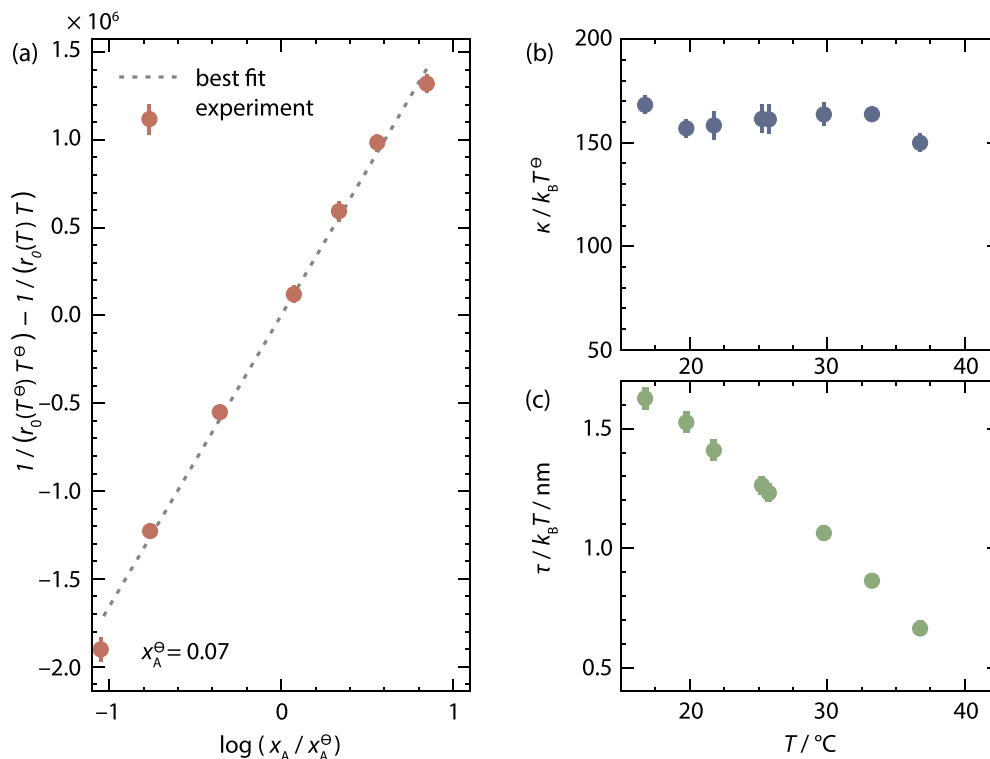 (a)
× 10⁶
1.5
1.0
0.5
0.0
−0.5
−1.0
−1.5
−2.0
1 / (r₀(T⊖) T⊖) − 1 / (r₀(T) T)
best fit
experiment
x_A⊖ = 0.07
−1
0
1
log (x_A / x_A⊖)
(b)
200
150
100
50
κ / k_B T⊖
20
30
40
(c)
1.5
1.0
0.5
τ / k_B T / nm
20
30
40
T / °C